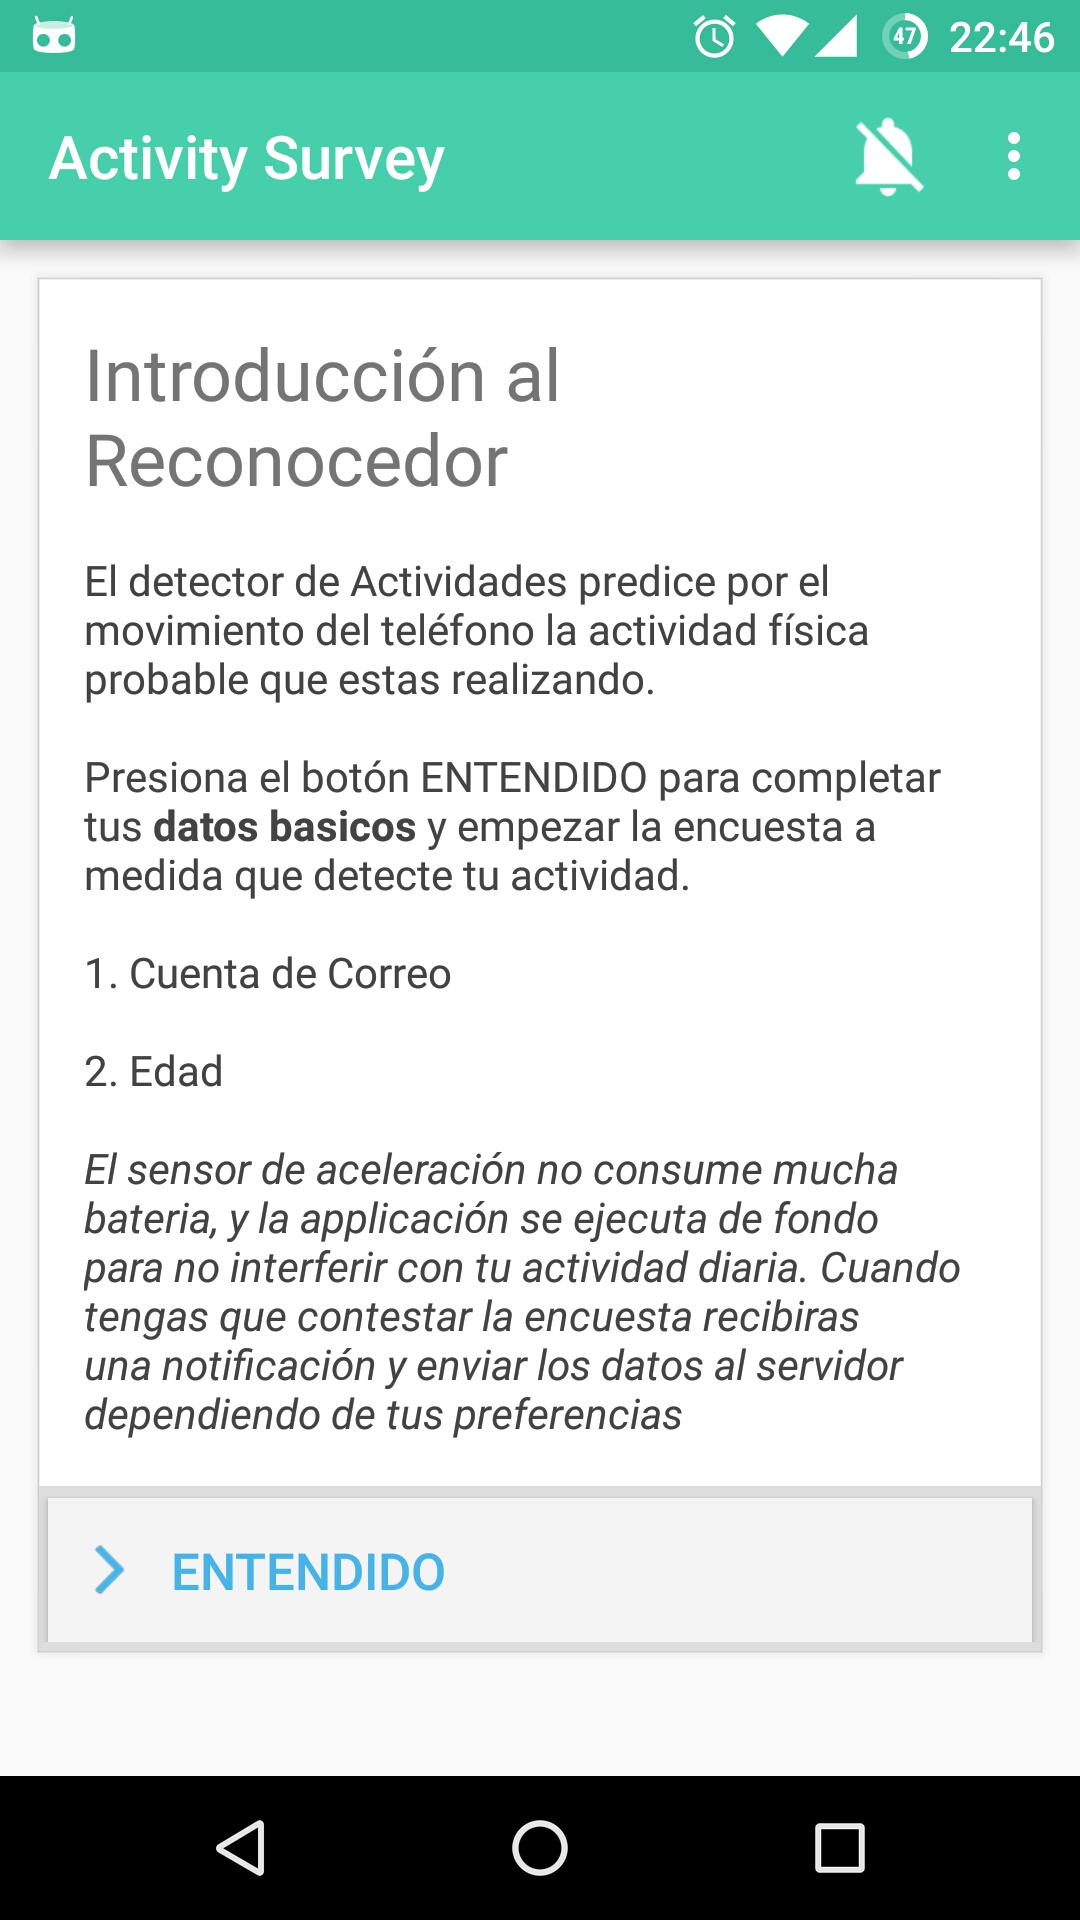 47 22:46
Activity Survey
Introducción al
Reconocedor
El detector de Actividades predice por el
movimiento del teléfono la actividad física
probable que estas realizando.
Presiona el botón ENTENDIDO para completar
tus datos basicos y empezar la encuesta a
medida que detecte tu actividad.
1. Cuenta de Correo
2. Edad
El sensor de aceleración no consume mucha
bateria, y la applicación se ejecuta de fondo
para no interferir con tu actividad diaria. Cuando
tengas que contestar la encuesta recibiras
una notificación y enviar los datos al servidor
dependiendo de tus preferencias
ENTENDIDO